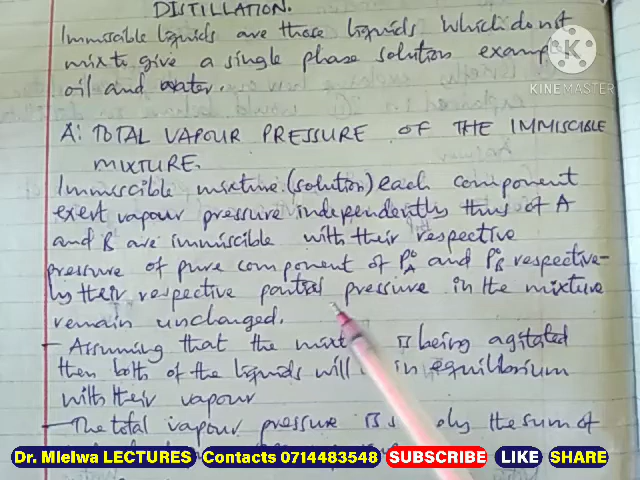 DISTILLATION.
Immiscible liquids are those liquids which do not
mix to give a single phase solution example
oil and water.
KINEMASTER
A: TOTAL VAPOUR PRESSURE OF THE IMMISCIBLE
MIXTURE.
Immiscible mixture (solution) each component
exert vapour pressure independently thus of A
and B are immiscible with their respective
pressure of pure component of P°A and P°B respective-
ly their respective partial pressure in the mixture
remain unchanged.
- Assuming that the mixt is being agitated
then both of the liquids will in equilibrium
with their vapour
- The total vapour pressure is the sum of
Dr. Mlelwa LECTURES Contacts 0714483548 SUBSCRIBE LIKE SHARE